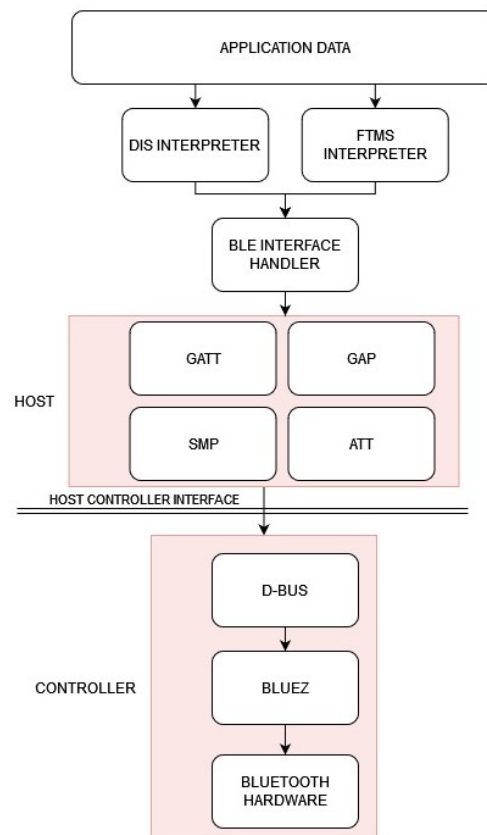 APPLICATION DATA
DIS INTERPRETER
FTMS
INTERPRETER
BLE INTERFACE
HANDLER
GATT
GAP
HOST
SMP
ATT
HOST CONTROLLER INTERFACE
D-BUS
CONTROLLER
BLUEZ
BLUETOOTH
HARDWARE